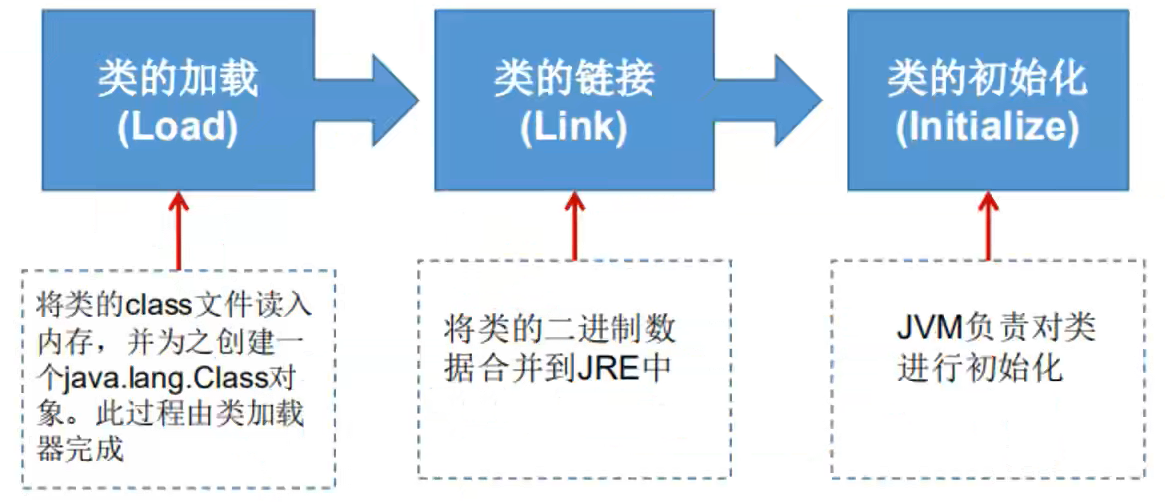 类的加载
(Load)
类的链接
(Link)
类的初始化
(Initialize)
将类的class文件读入
内存，并为之创建一
个java.lang.Class对
象。此过程由类加载
器完成
将类的二进制数
据合并到JRE中
JVM负责对类
进行初始化